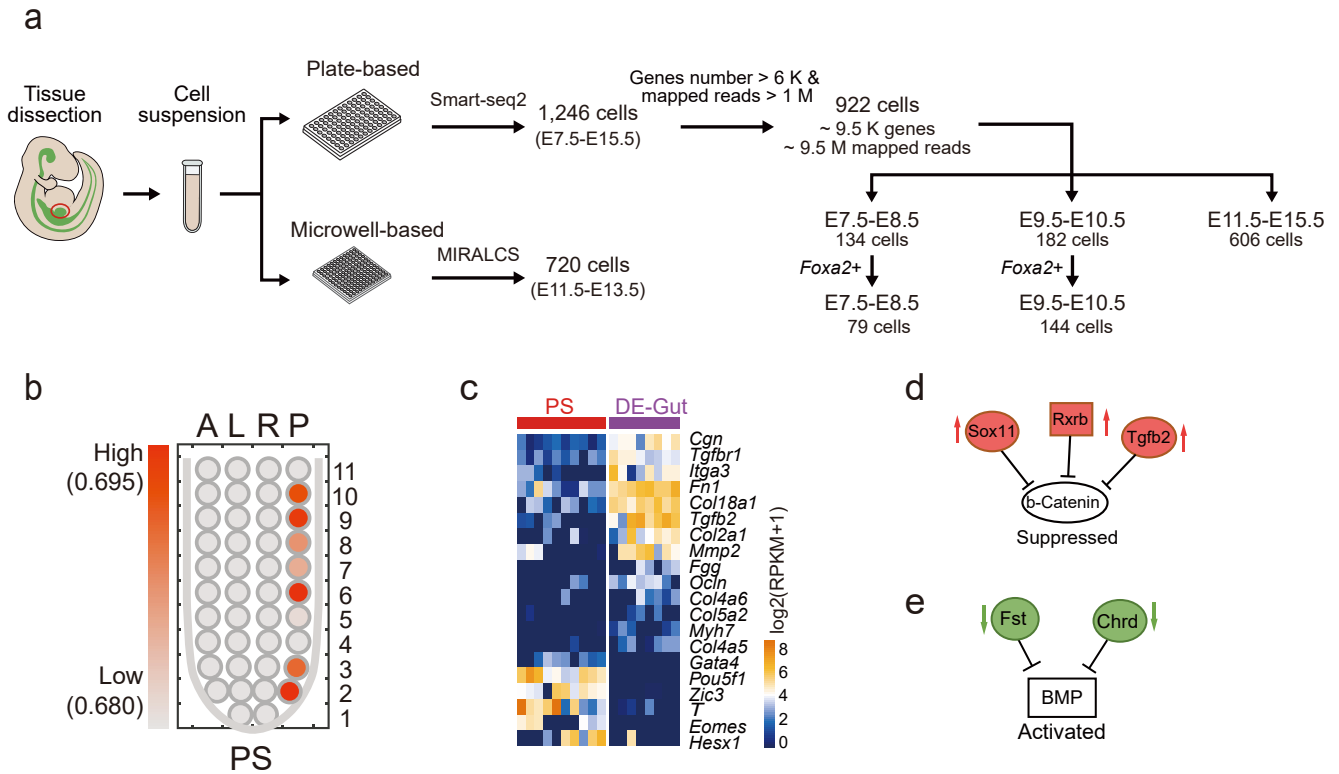 a
Tissue
dissection
Cell
suspension
Plate-based
Smart-seq2
1,246 cells
(E7.5-E15.5)
Genes number > 6 K &
mapped reads > 1 M
922 cells
~ 9.5 K genes
~ 9.5 M mapped reads
E7.5-E8.5
134 cells
E9.5-E10.5
182 cells
E11.5-E15.5
606 cells
Foxa2+
Foxa2+
E7.5-E8.5
79 cells
E9.5-E10.5
144 cells
Microwell-based
MIRALCS
720 cells
(E11.5-E13.5)
b
A L R P
High
(0.695)
Low
(0.680)
11
10
9
8
7
6
5
4
3
2
1
PS
c
PS
DE-Gut
Cgn
Tgfbr1
Itga3
Fn1
Col18a1
Tgfb2
Col2a1
Mmp2
Fgg
Ocln
Col4a6
Col5a2
Myh7
Col4a5
Gata4
Pou5f1
Zic3
T
Eomes
Hesx1
log2(RPKM+1)
8
6
4
2
0
d
Sox11
Rxrb
Tgfb2
b-Catenin
Suppressed
e
Fst
Chrd
BMP
Activated